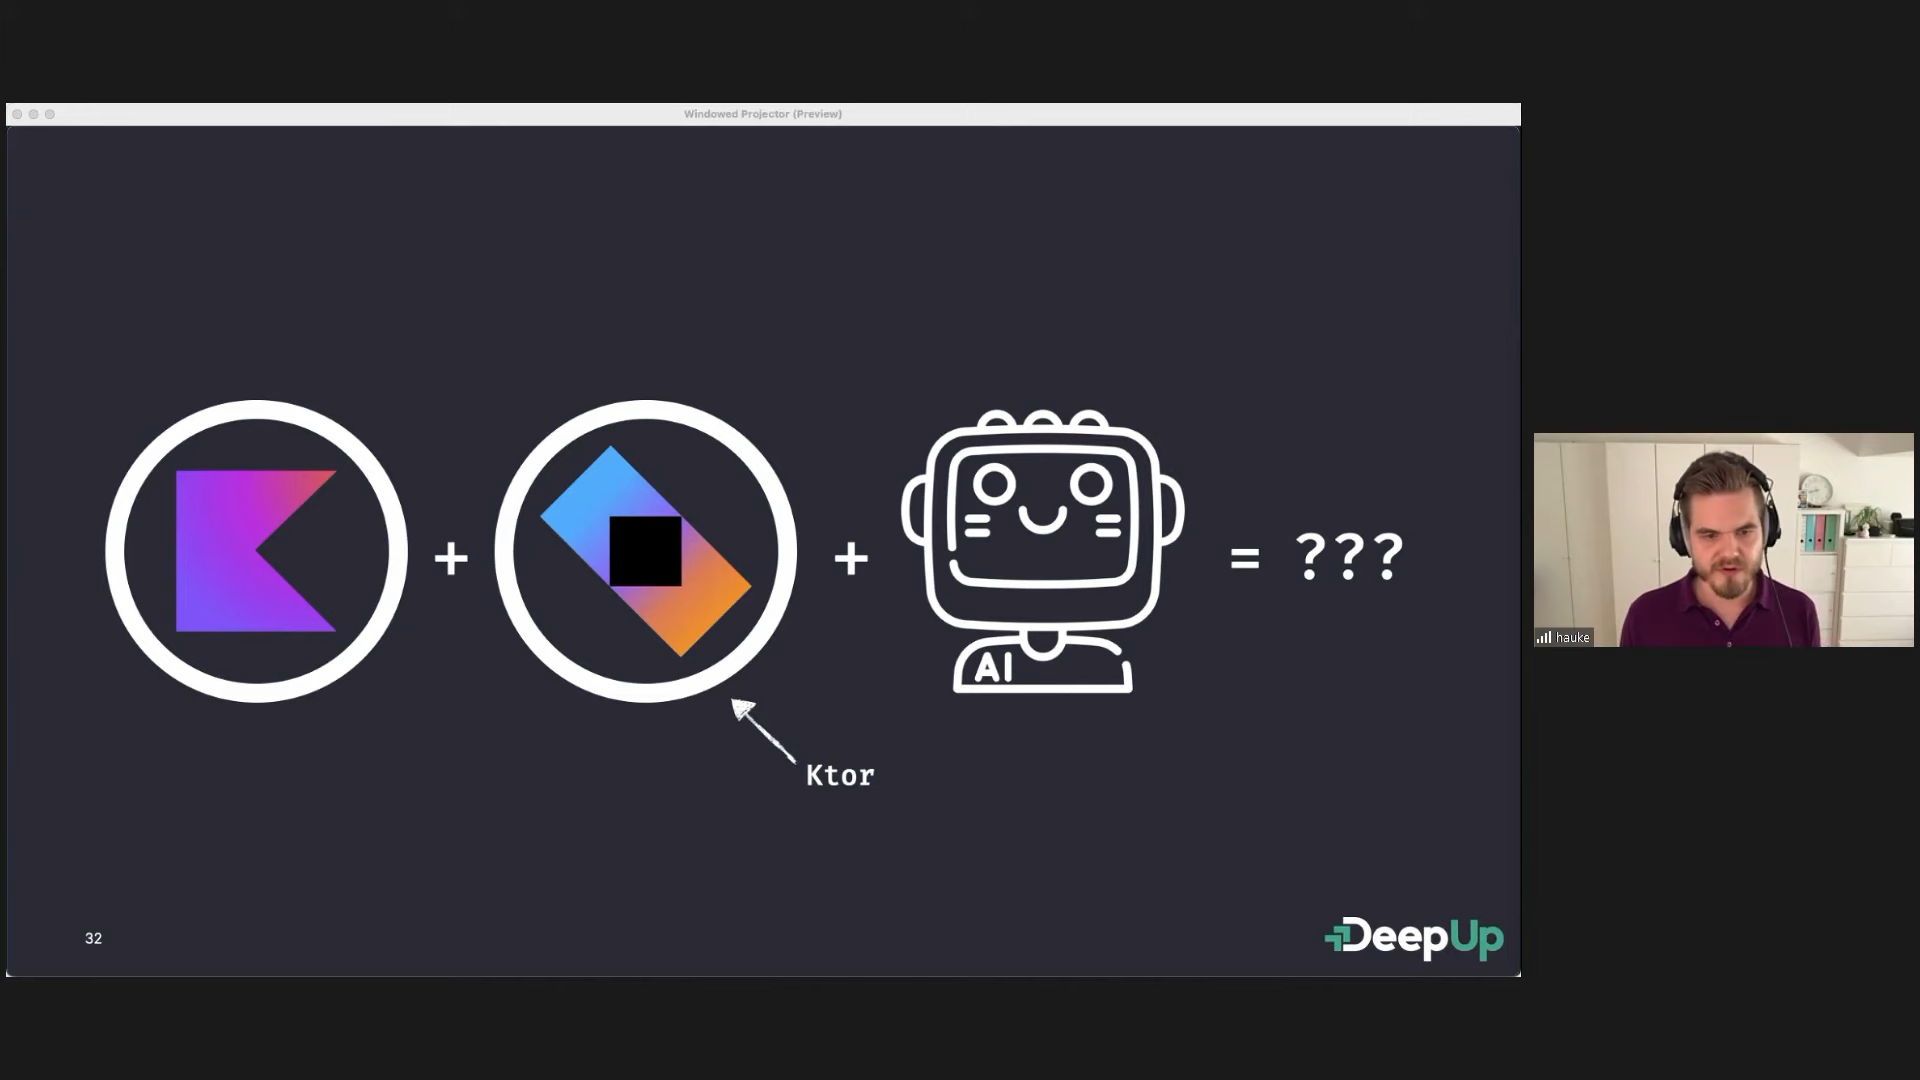 Windowed Projector (Preview)
+ + = ???
AI
Ktor
32
DeepUp
hauke